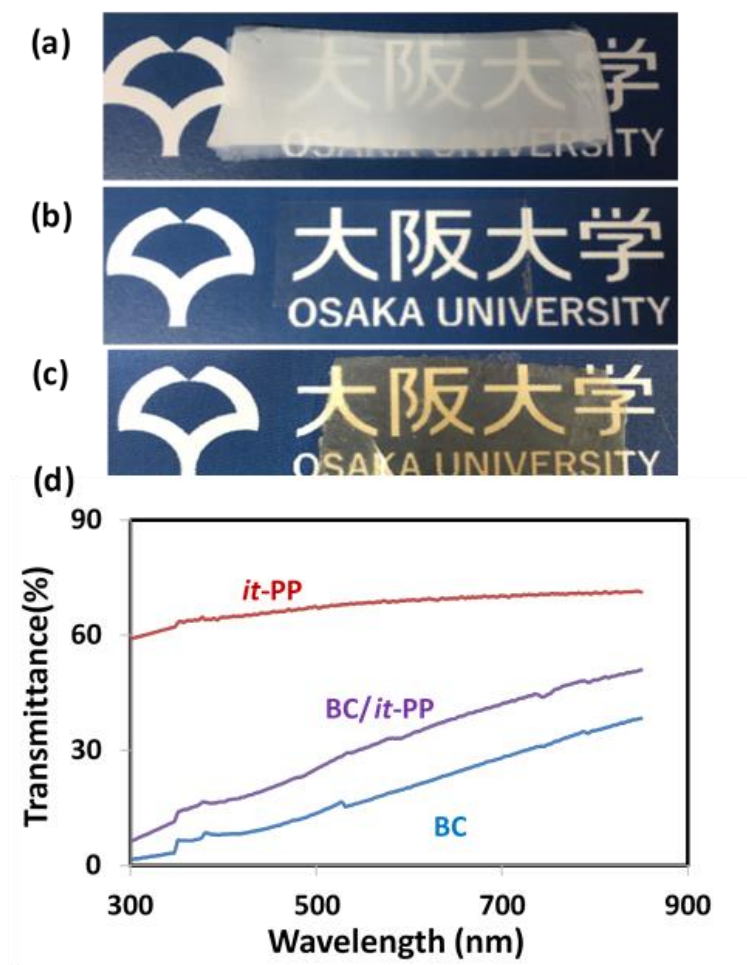 (a)
大阪大学
OSAKA UNIVERSITY
(b)
大阪大学
OSAKA UNIVERSITY
(c)
大阪大学
OSAKA UNIVERSITY
(d)
90
60
30
0
Transmittance(%)
it-PP
BC/it-PP
BC
300
500
700
900
Wavelength (nm)